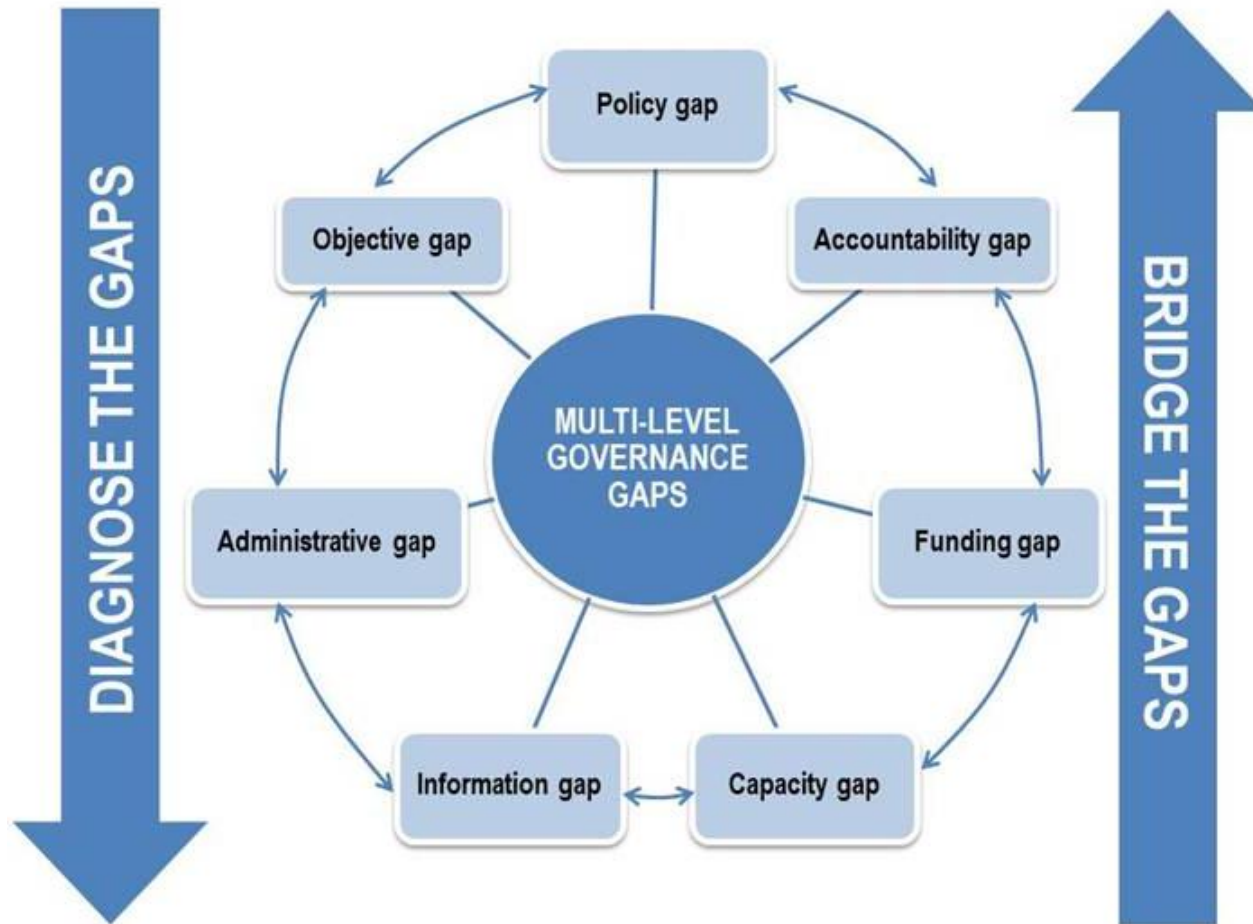 DIAGNOSE THE GAPS
Policy gap
Objective gap
Accountability gap
MULTI-LEVEL
GOVERNANCE
GAPS
Administrative gap
Funding gap
Information gap
Capacity gap
BRIDGE THE GAPS